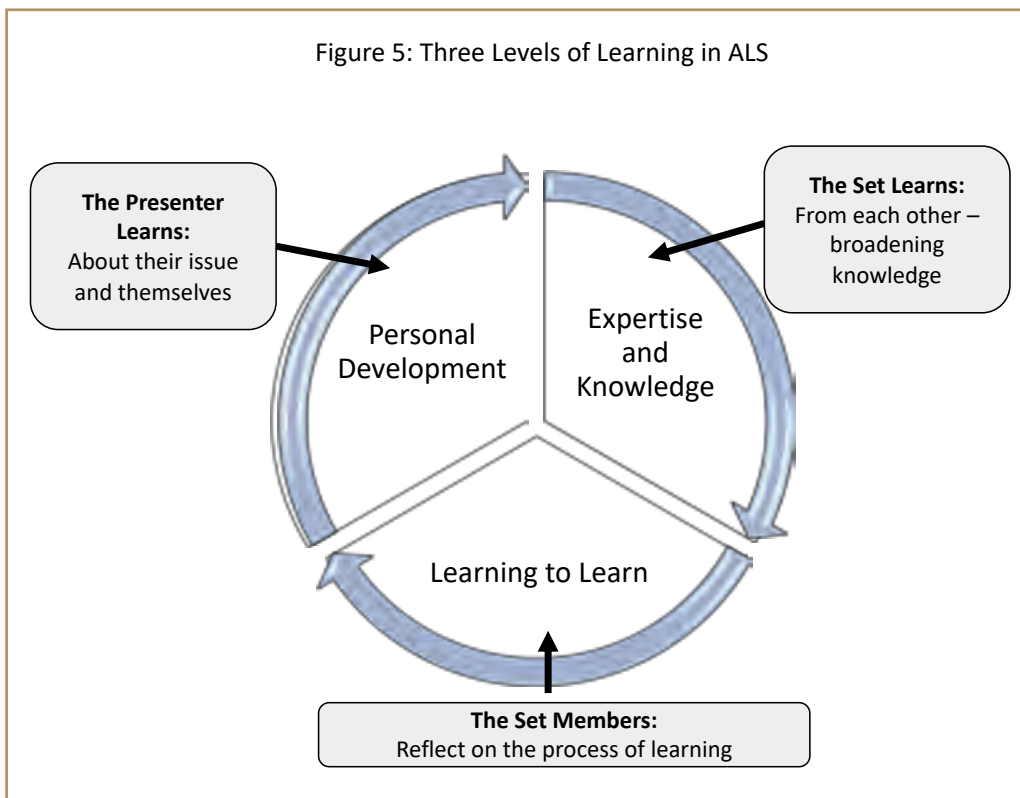 Figure 5: Three Levels of Learning in ALS
The Presenter
Learns:
About their issue
and themselves
The Set Learns:
From each other –
broadening
knowledge
Personal
Development
Expertise
and
Knowledge
Learning to Learn
The Set Members:
Reflect on the process of learning